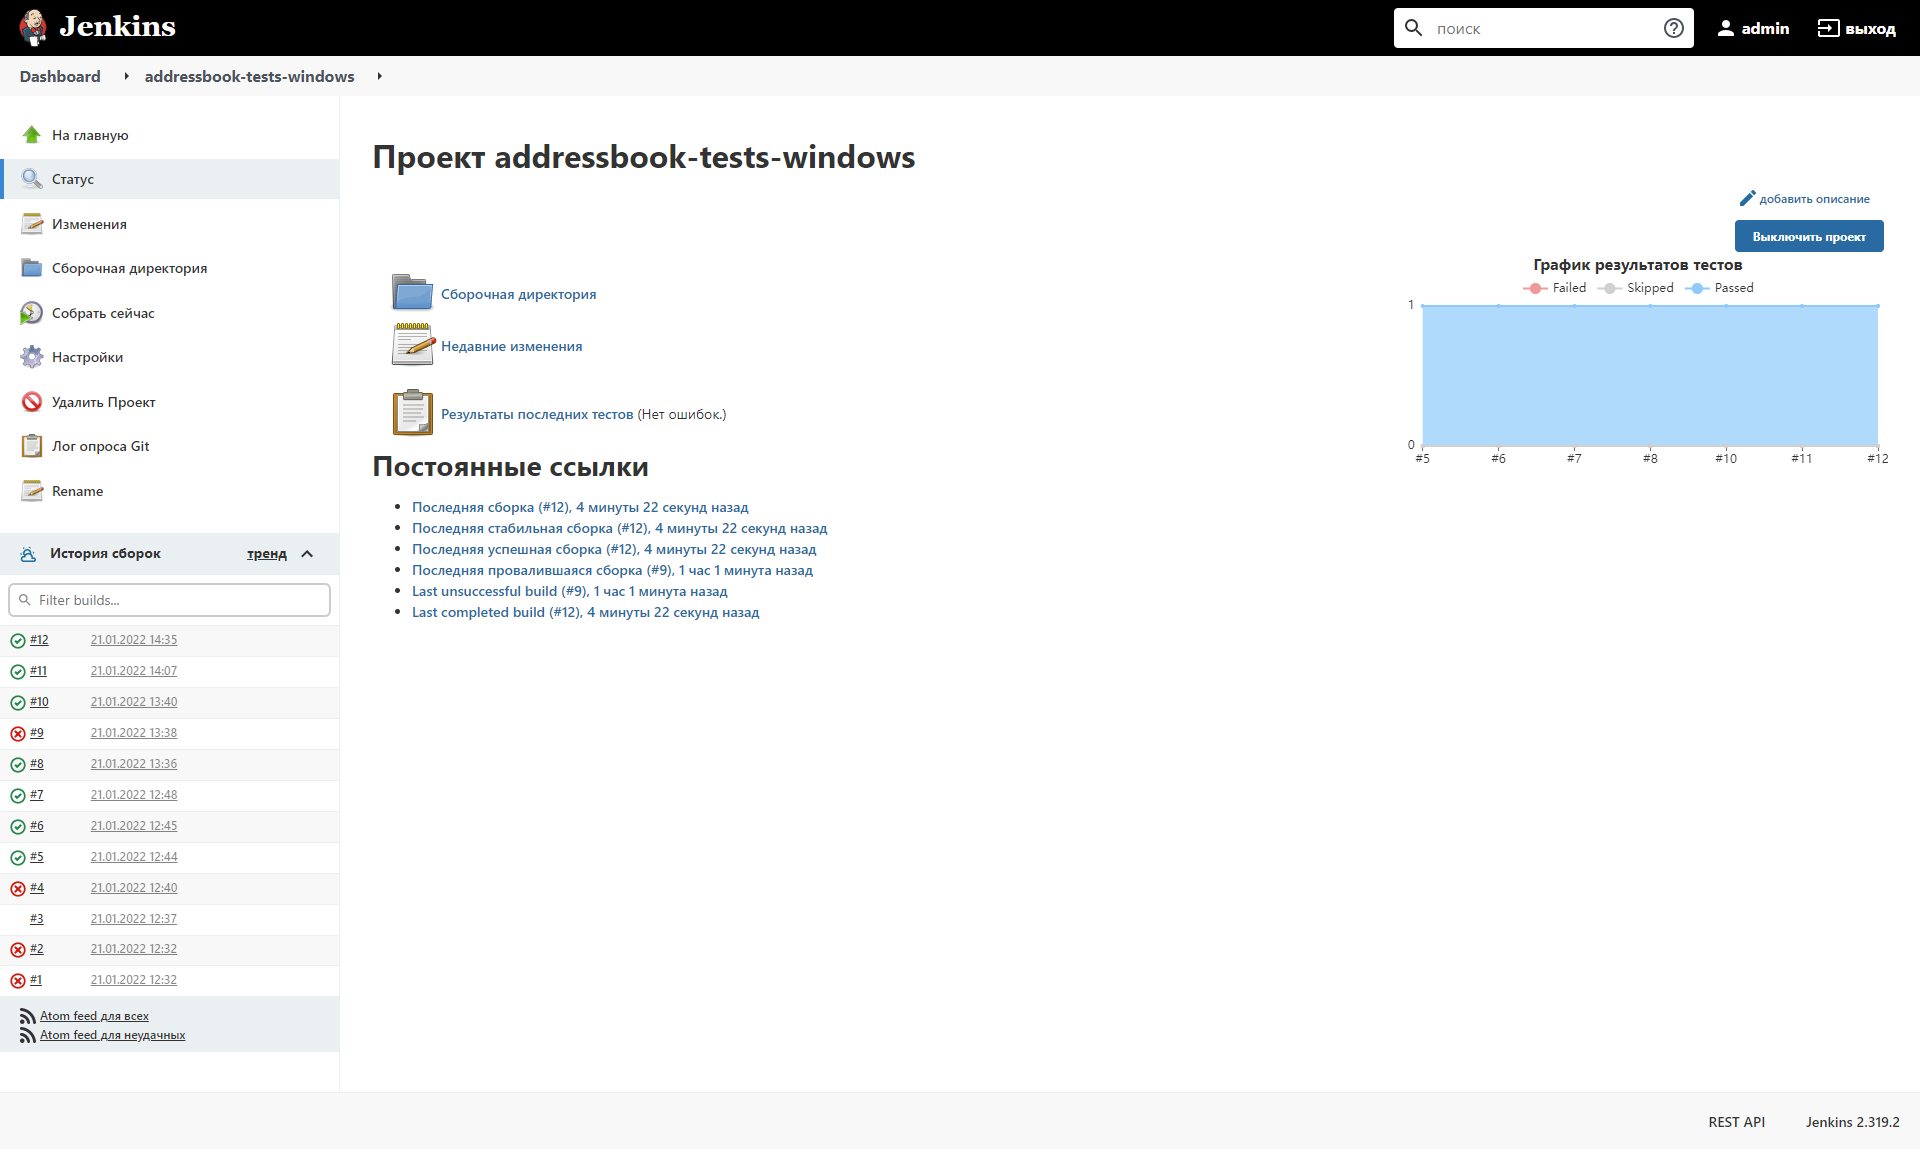 Jenkins
поиск
admin
выход
Dashboard
addressbook-tests-windows
На главную
Статус
Изменения
Сборочная директория
Собрать сейчас
Настройки
Удалить Проект
Лог опроса Git
Rename
История сборок
тренд
Filter builds...
#12 21.01.2022 14:35
#11 21.01.2022 14:07
#10 21.01.2022 13:40
#9 21.01.2022 13:38
#8 21.01.2022 13:36
#7 21.01.2022 12:48
#6 21.01.2022 12:45
#5 21.01.2022 12:44
#4 21.01.2022 12:40
#3 21.01.2022 12:37
#2 21.01.2022 12:32
#1 21.01.2022 12:32
Atom feed для всех
Atom feed для неудачных
Проект addressbook-tests-windows
добавить описание
Выключить проект
Сборочная директория
Недавние изменения
Результаты последних тестов (Нет ошибок.)
График результатов тестов
Failed Skipped Passed
1
0
#5 #6 #7 #8 #10 #11 #12
Постоянные ссылки
Последняя сборка (#12), 4 минуты 22 секунд назад
Последняя стабильная сборка (#12), 4 минуты 22 секунд назад
Последняя успешная сборка (#12), 4 минуты 22 секунд назад
Последняя провалившаяся сборка (#9), 1 час 1 минута назад
Last unsuccessful build (#9), 1 час 1 минута назад
Last completed build (#12), 4 минуты 22 секунд назад
REST API
Jenkins 2.319.2